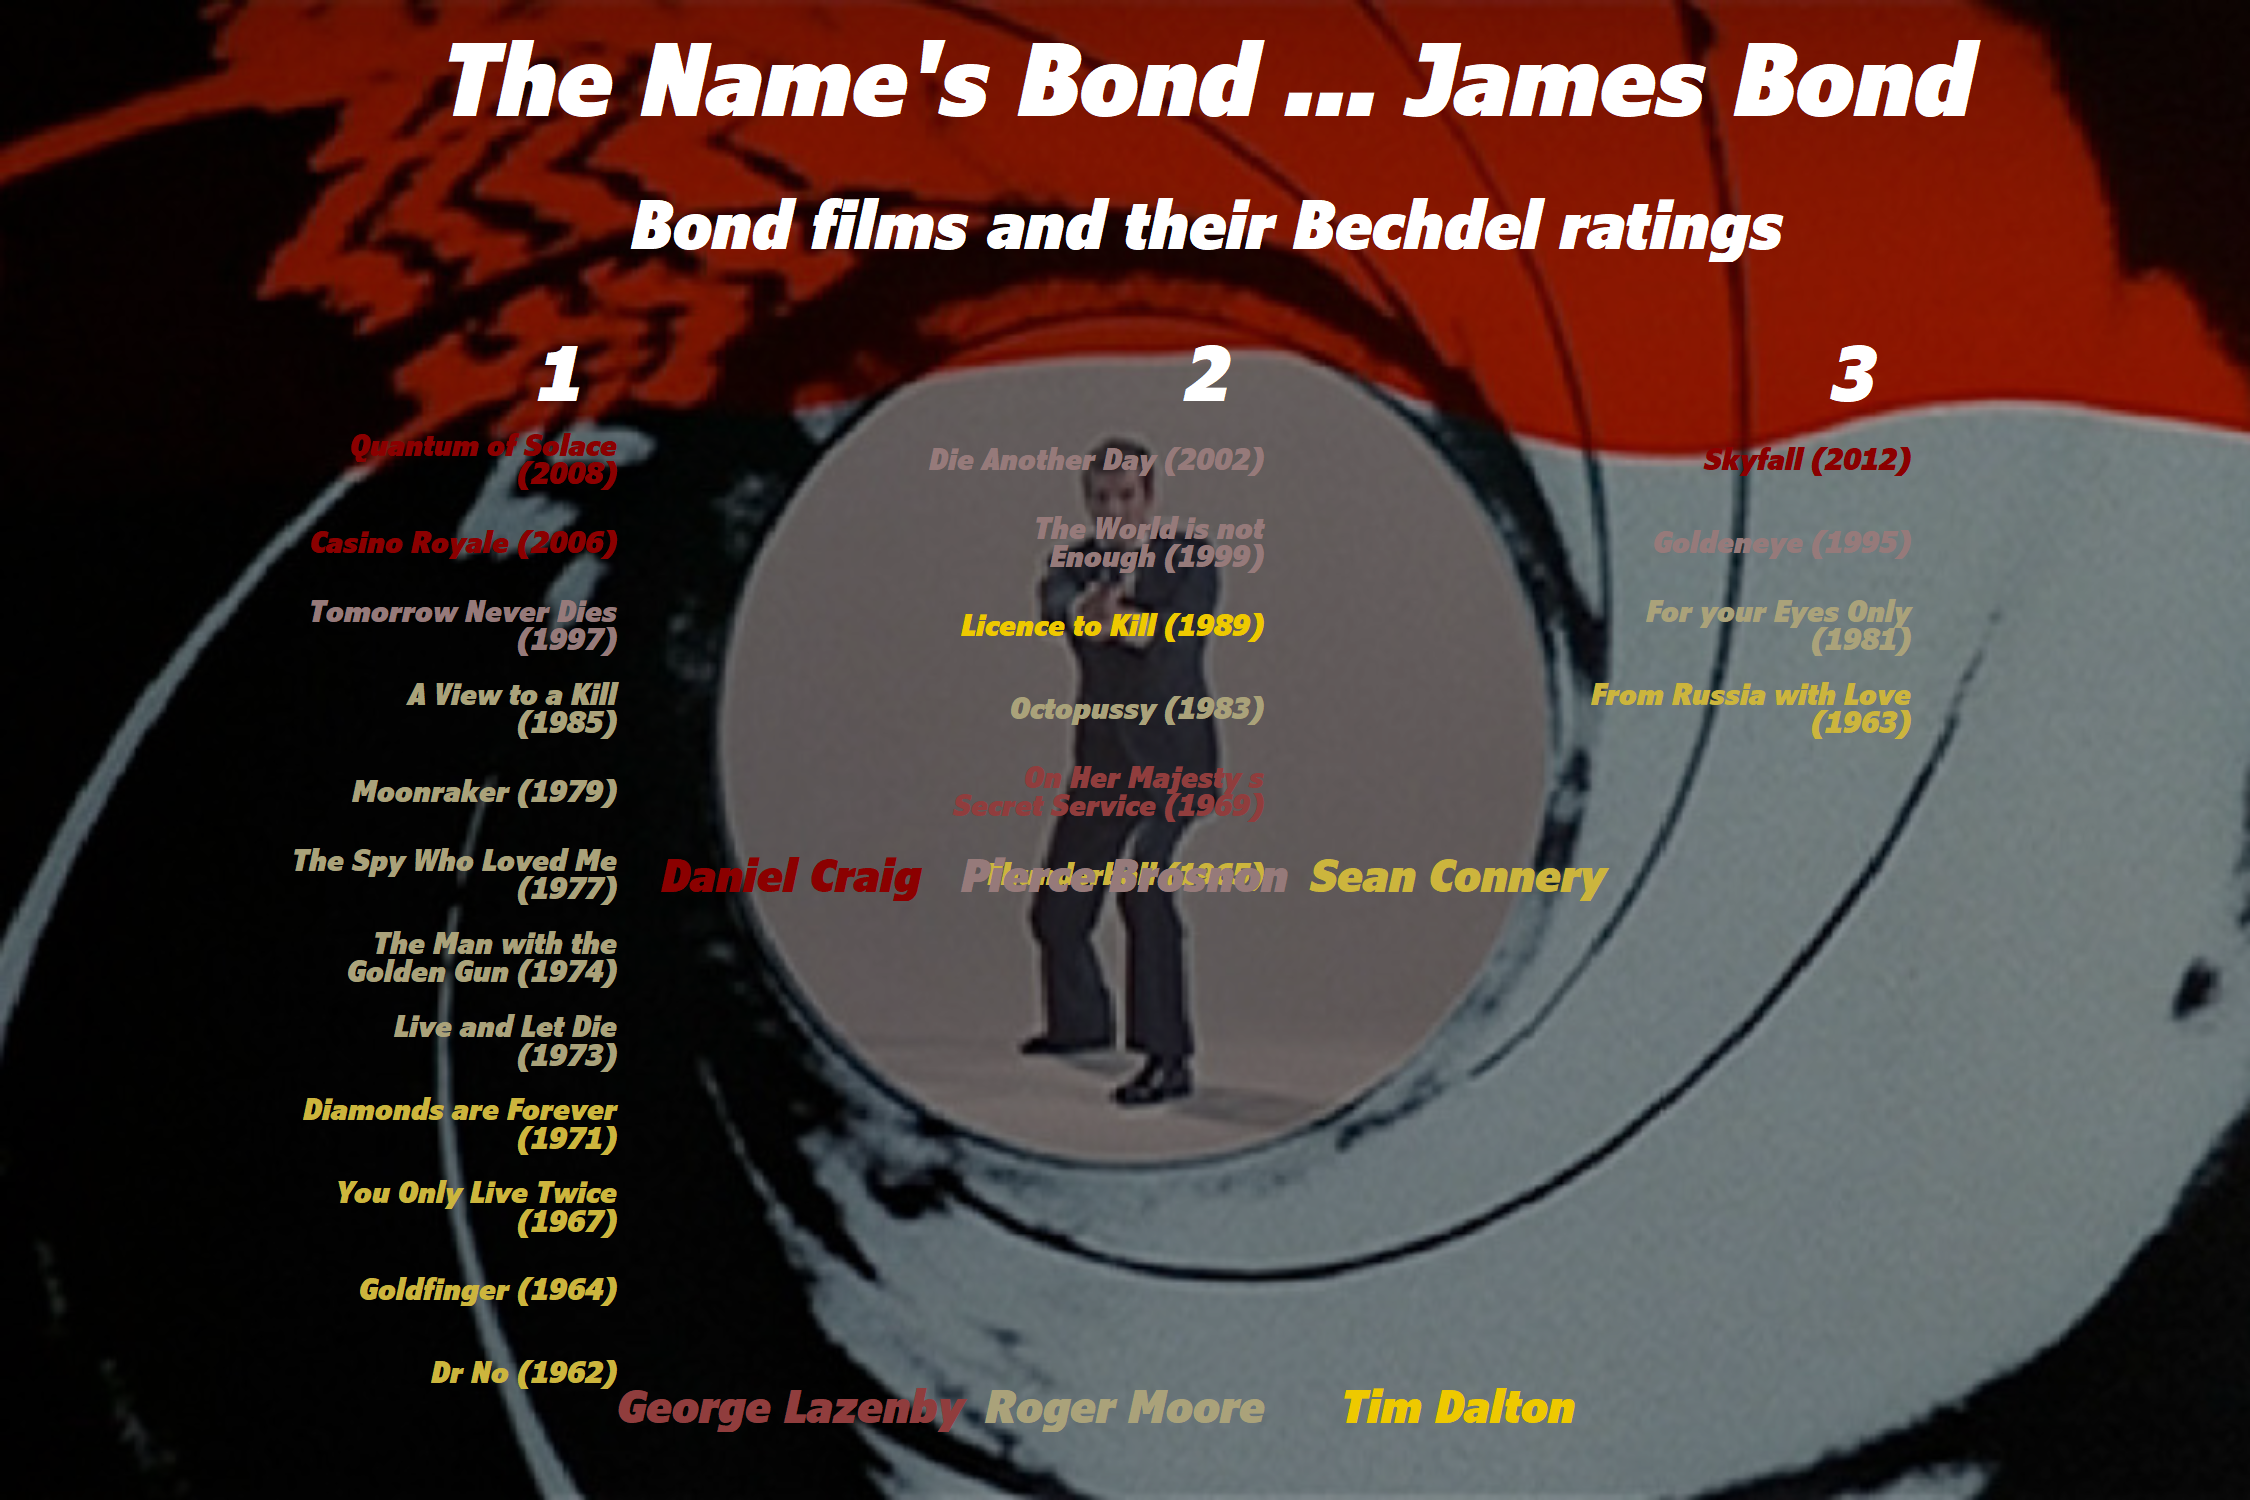 The Name's Bond ... James Bond
Bond films and their Bechdel ratings
1
Quantum of Solace
(2008)
Casino Royale (2006)
Tomorrow Never Dies
(1997)
A View to a Kill
(1985)
Moonraker (1979)
The Spy Who Loved Me
(1977)
The Man with the
Golden Gun (1974)
Live and Let Die
(1973)
Diamonds are Forever
(1971)
You Only Live Twice
(1967)
Goldfinger (1964)
Dr No (1962)
2
Die Another Day (2002)
The World is not
Enough (1999)
Licence to Kill (1989)
Octopussy (1983)
On Her Majesty s
Secret Service (1969)
Thunderball (1965)
3
Skyfall (2012)
Goldeneye (1995)
For your Eyes Only
(1981)
From Russia with Love
(1963)
Daniel Craig
Pierce Brosnon
Sean Connery
George Lazenby
Roger Moore
Tim Dalton